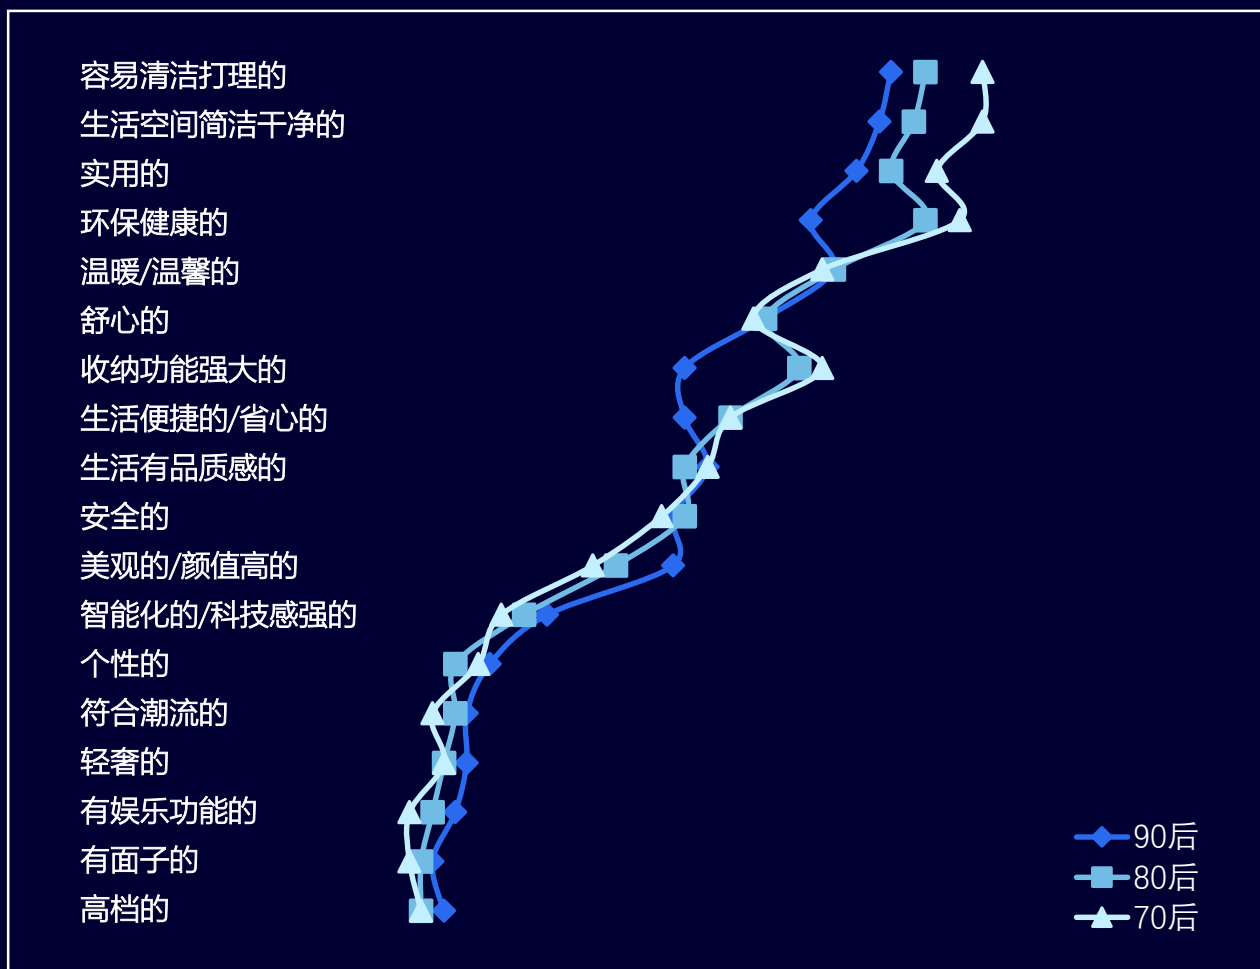 容易清洁打理的
生活空间简洁干净的
实用的
环保健康的
温暖/温馨的
舒心的
收纳功能强大的
生活便捷的/省心的
生活有品质感的
安全的
美观的/颜值高的
智能化的/科技感强的
个性的
符合潮流的
轻奢的
有娱乐功能的
有面子的
高档的
90后
80后
70后